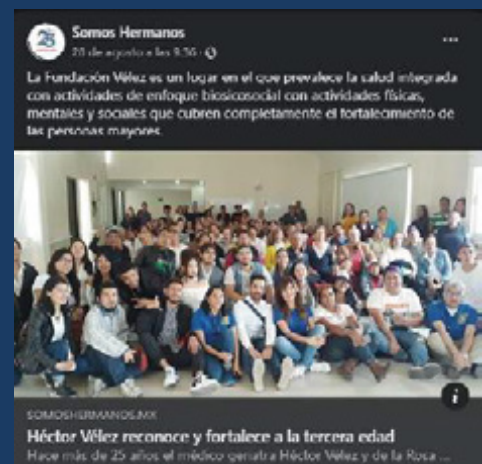 25
Somos Hermanos
28 de agosto a las 9:36
La Fundación Vélez es un lugar en el que prevalece la salud integrada
con actividades de enfoque biosicosocial con actividades físicas,
mentales y sociales que cubren completamente el fortalecimiento de
las personas mayores.
SOMOSHERMANOS.MX
Héctor Vélez reconoce y fortalece a la tercera edad
Hace más de 25 años el médico geriatra Héctor Vélez y de la Rosa ...